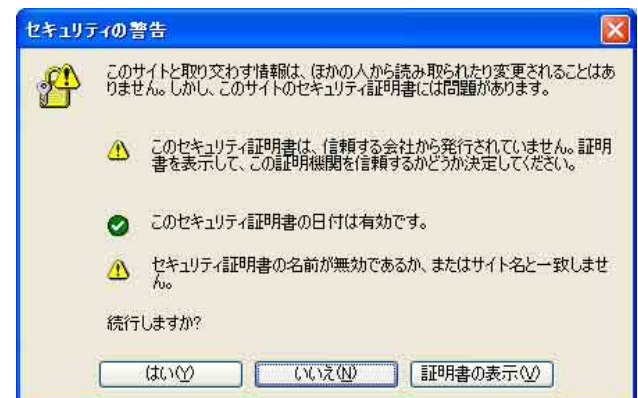 セキュリティの警告
このサイトと取り交わす情報は、ほかの人から読み取られたり変更されることはあ
りません。しかし、このサイトのセキュリティ証明書には問題があります。
このセキュリティ証明書は、信頼する会社から発行されていません。証明
書を表示して、この証明機関を信頼するかどうか決定してください。
このセキュリティ証明書の日付は有効です。
セキュリティ証明書の名前が無効であるか、またはサイト名と一致しませ
ん。
続行しますか?
はい(Y) いいえ(N) 証明書の表示(V)